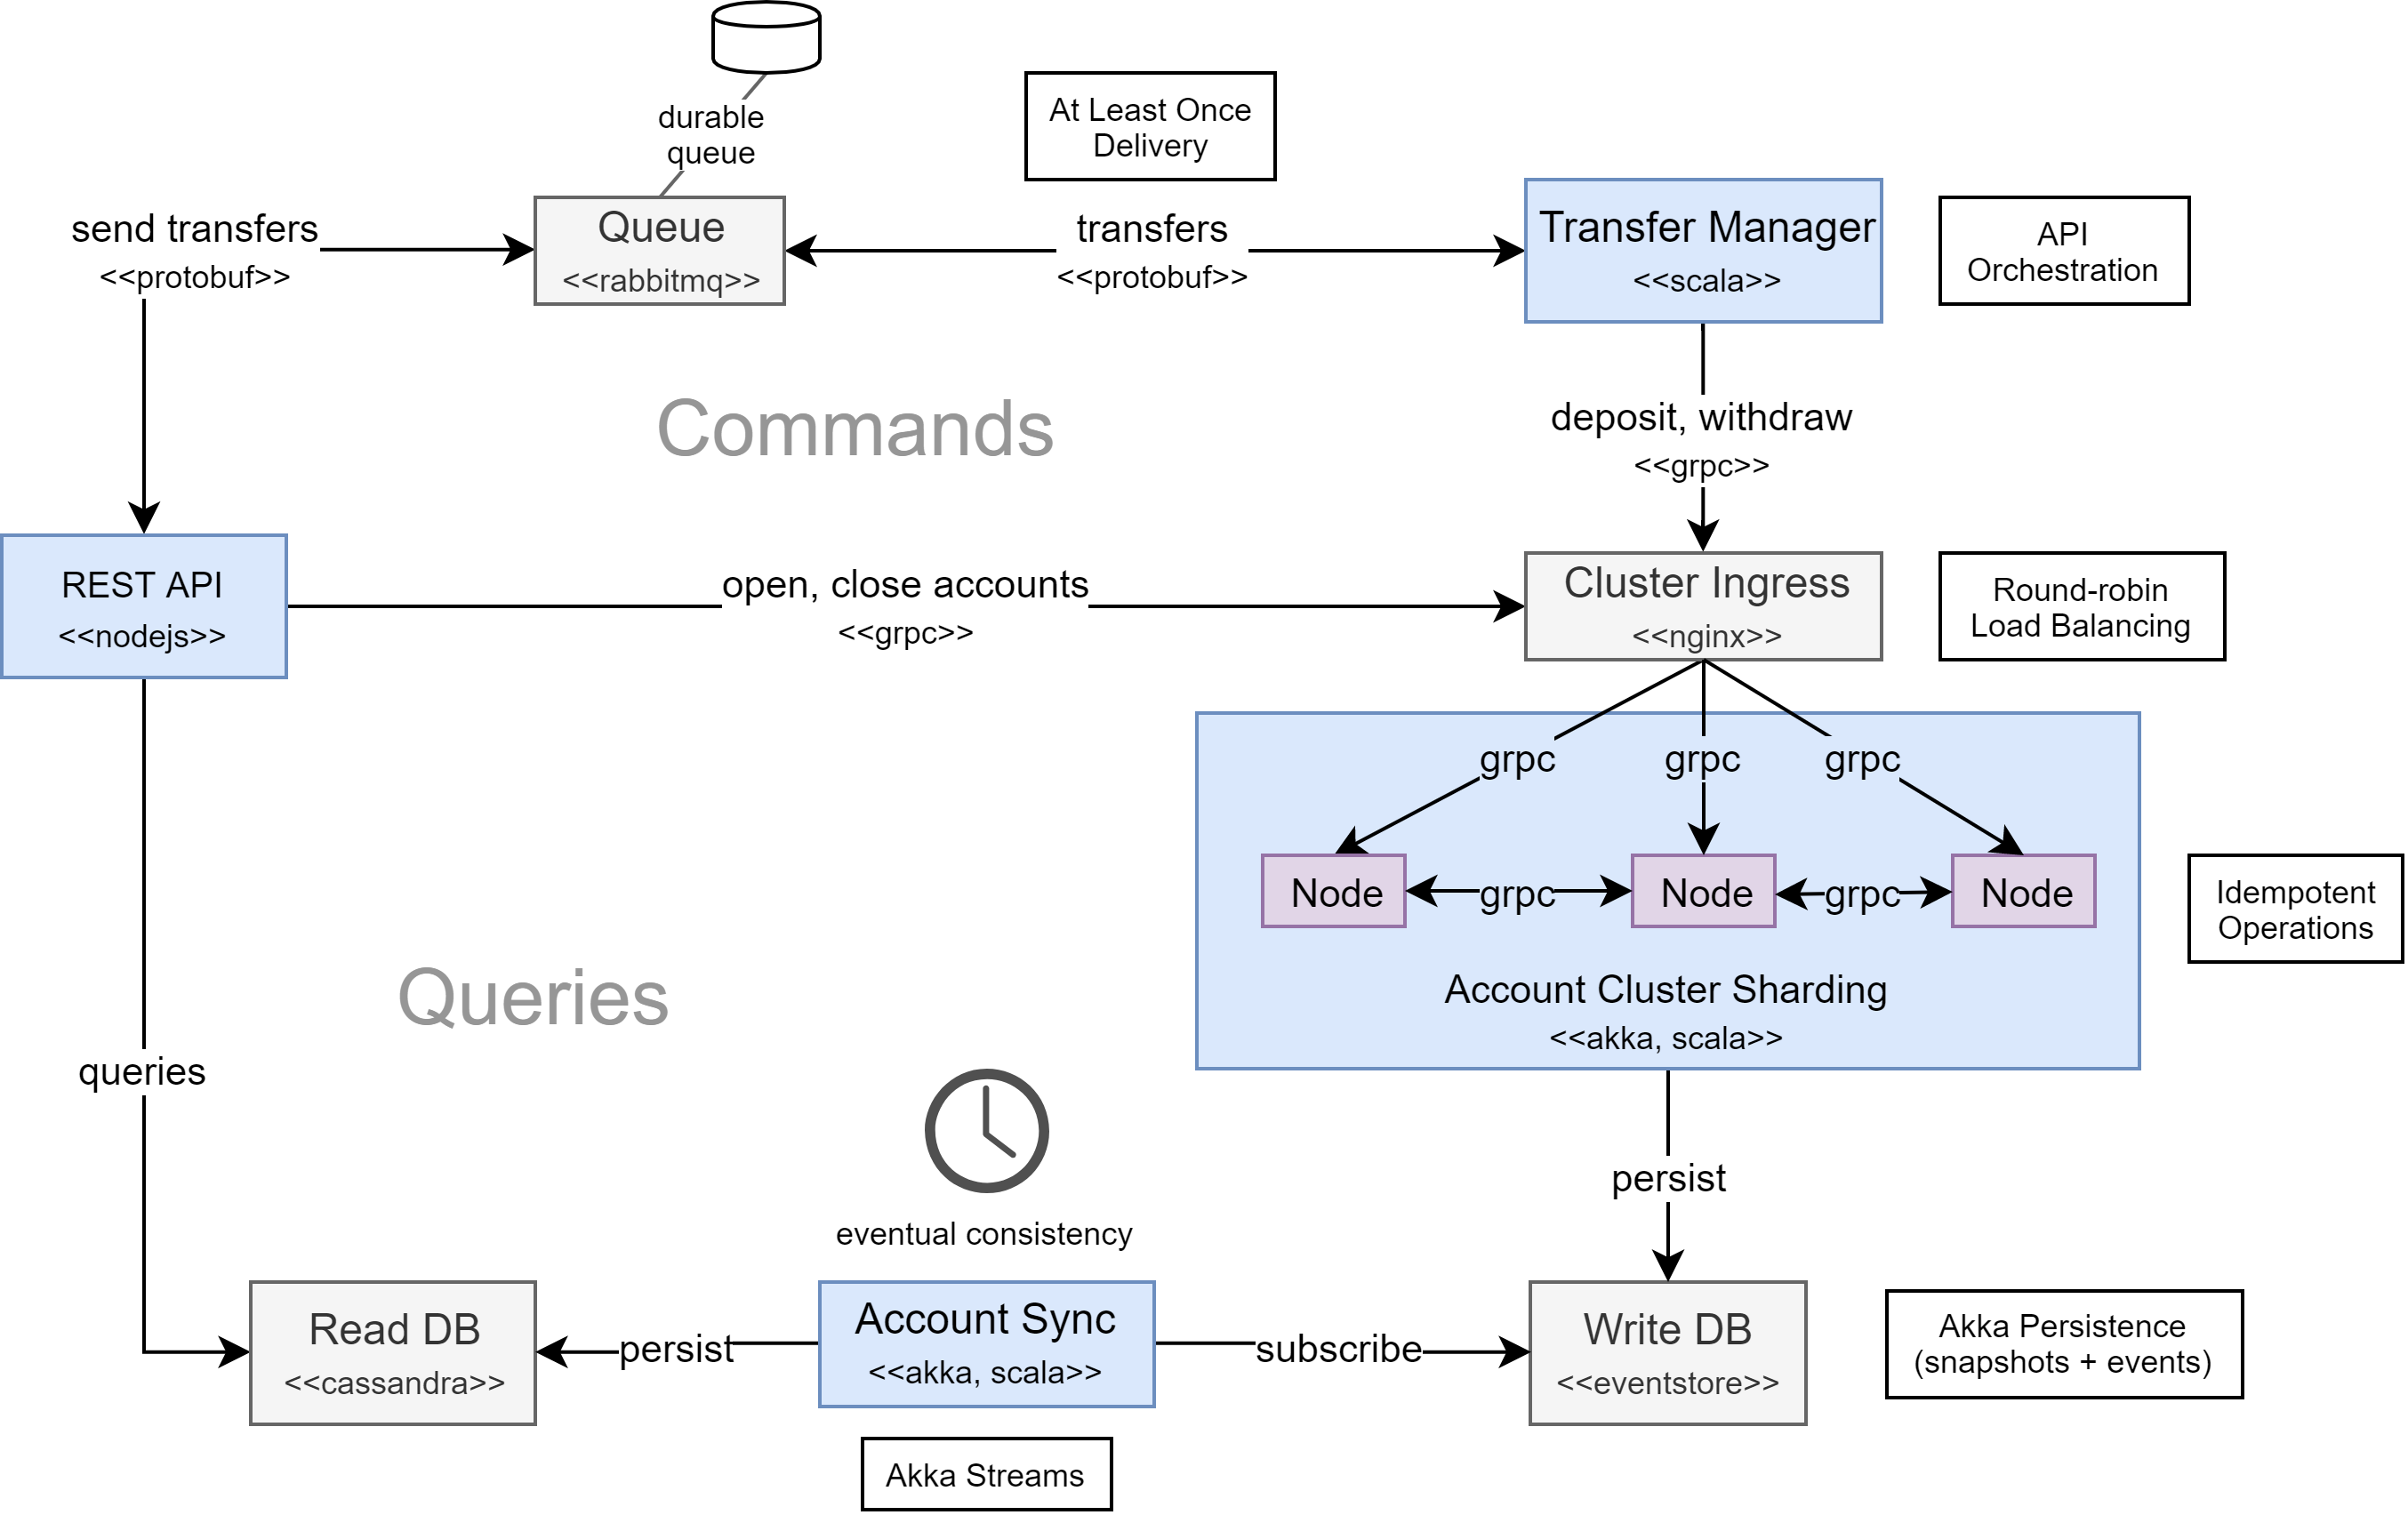 durable
queue
At Least Once
Delivery
send transfers
<<protobuf>>
Queue
<<rabbitmq>>
transfers
<<protobuf>>
Transfer Manager
<<scala>>
API
Orchestration
Commands
deposit, withdraw
<<grpc>>
REST API
<<nodejs>>
open, close accounts
<<grpc>>
Cluster Ingress
<<nginx>>
Round-robin
Load Balancing
grpc
grpc
grpc
Node
grpc
Node
grpc
Node
Idempotent
Operations
Account Cluster Sharding
<<akka, scala>>
Queries
queries
eventual consistency
persist
Read DB
<<cassandra>>
persist
Account Sync
<<akka, scala>>
subscribe
Write DB
<<eventstore>>
Akka Persistence
(snapshots + events)
Akka Streams